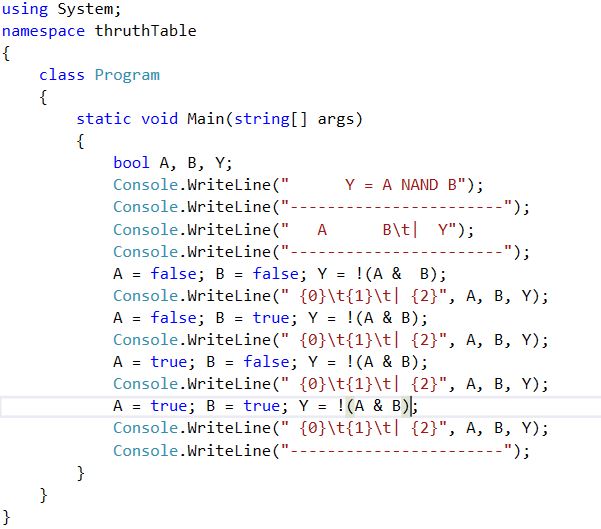 using System;
namespace thruthTable
{
    class Program
    {
        static void Main(string[] args)
        {
            bool A, B, Y;
            Console.WriteLine("      Y = A NAND B");
            Console.WriteLine("-----------------------");
            Console.WriteLine("   A      B\t|  Y");
            Console.WriteLine("-----------------------");
            A = false; B = false; Y = !(A &  B);
            Console.WriteLine(" {0}\t{1}\t| {2}", A, B, Y);
            A = false; B = true; Y = !(A & B);
            Console.WriteLine(" {0}\t{1}\t| {2}", A, B, Y);
            A = true; B = false; Y = !(A & B);
            Console.WriteLine(" {0}\t{1}\t| {2}", A, B, Y);
            A = true; B = true; Y = !(A & B);
            Console.WriteLine(" {0}\t{1}\t| {2}", A, B, Y);
            Console.WriteLine("-----------------------");
        }
    }
}